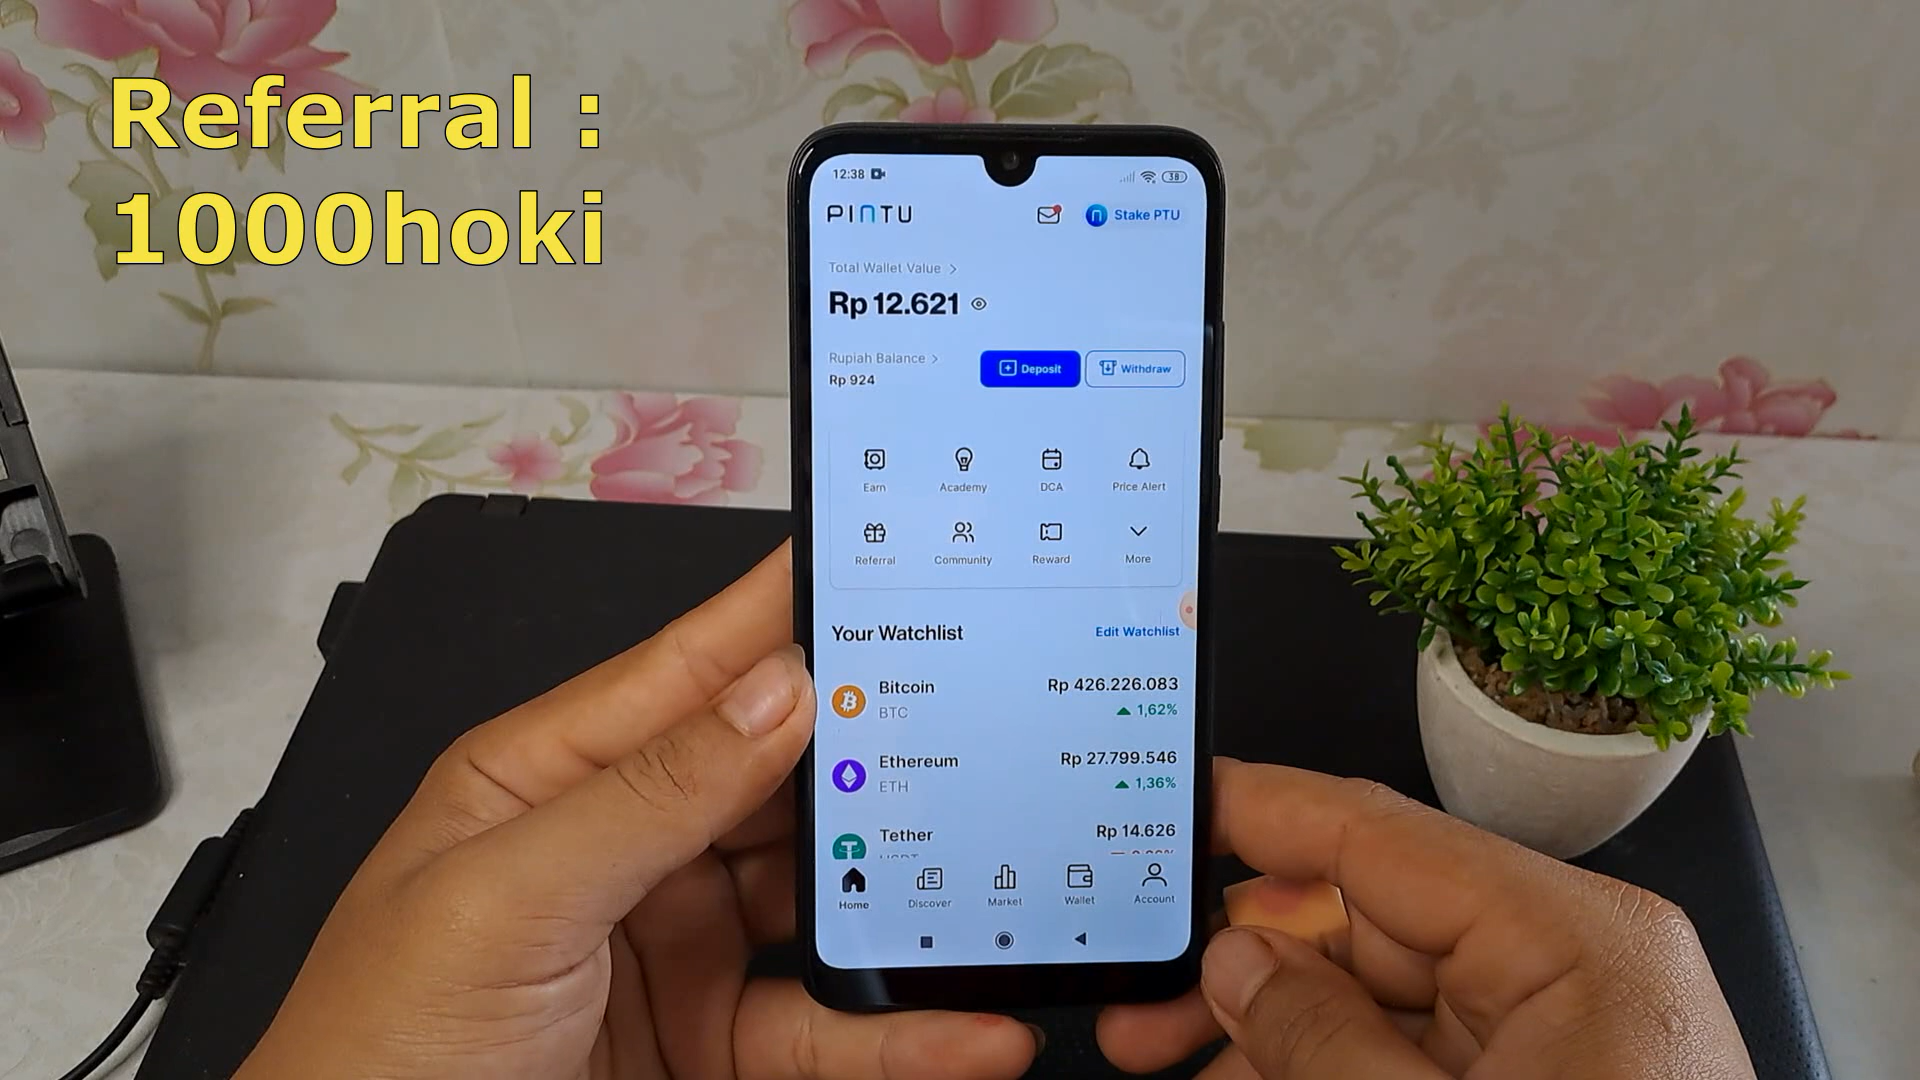 Referral :
1000hoki
12:38
38
PINTU
Stake PTU
Total Wallet Value
Rp 12.621
Rupiah Balance
Rp 924
Deposit
Withdraw
Earn
Academy
DCA
Price Alert
Referral
Community
Reward
More
Your Watchlist
Edit Watchlist
Bitcoin
Rp 426.226.083
BTC
1,62%
Ethereum
Rp 27.799.546
ETH
1,36%
Tether
Rp 14.626
Home
Discover
Market
Wallet
Account